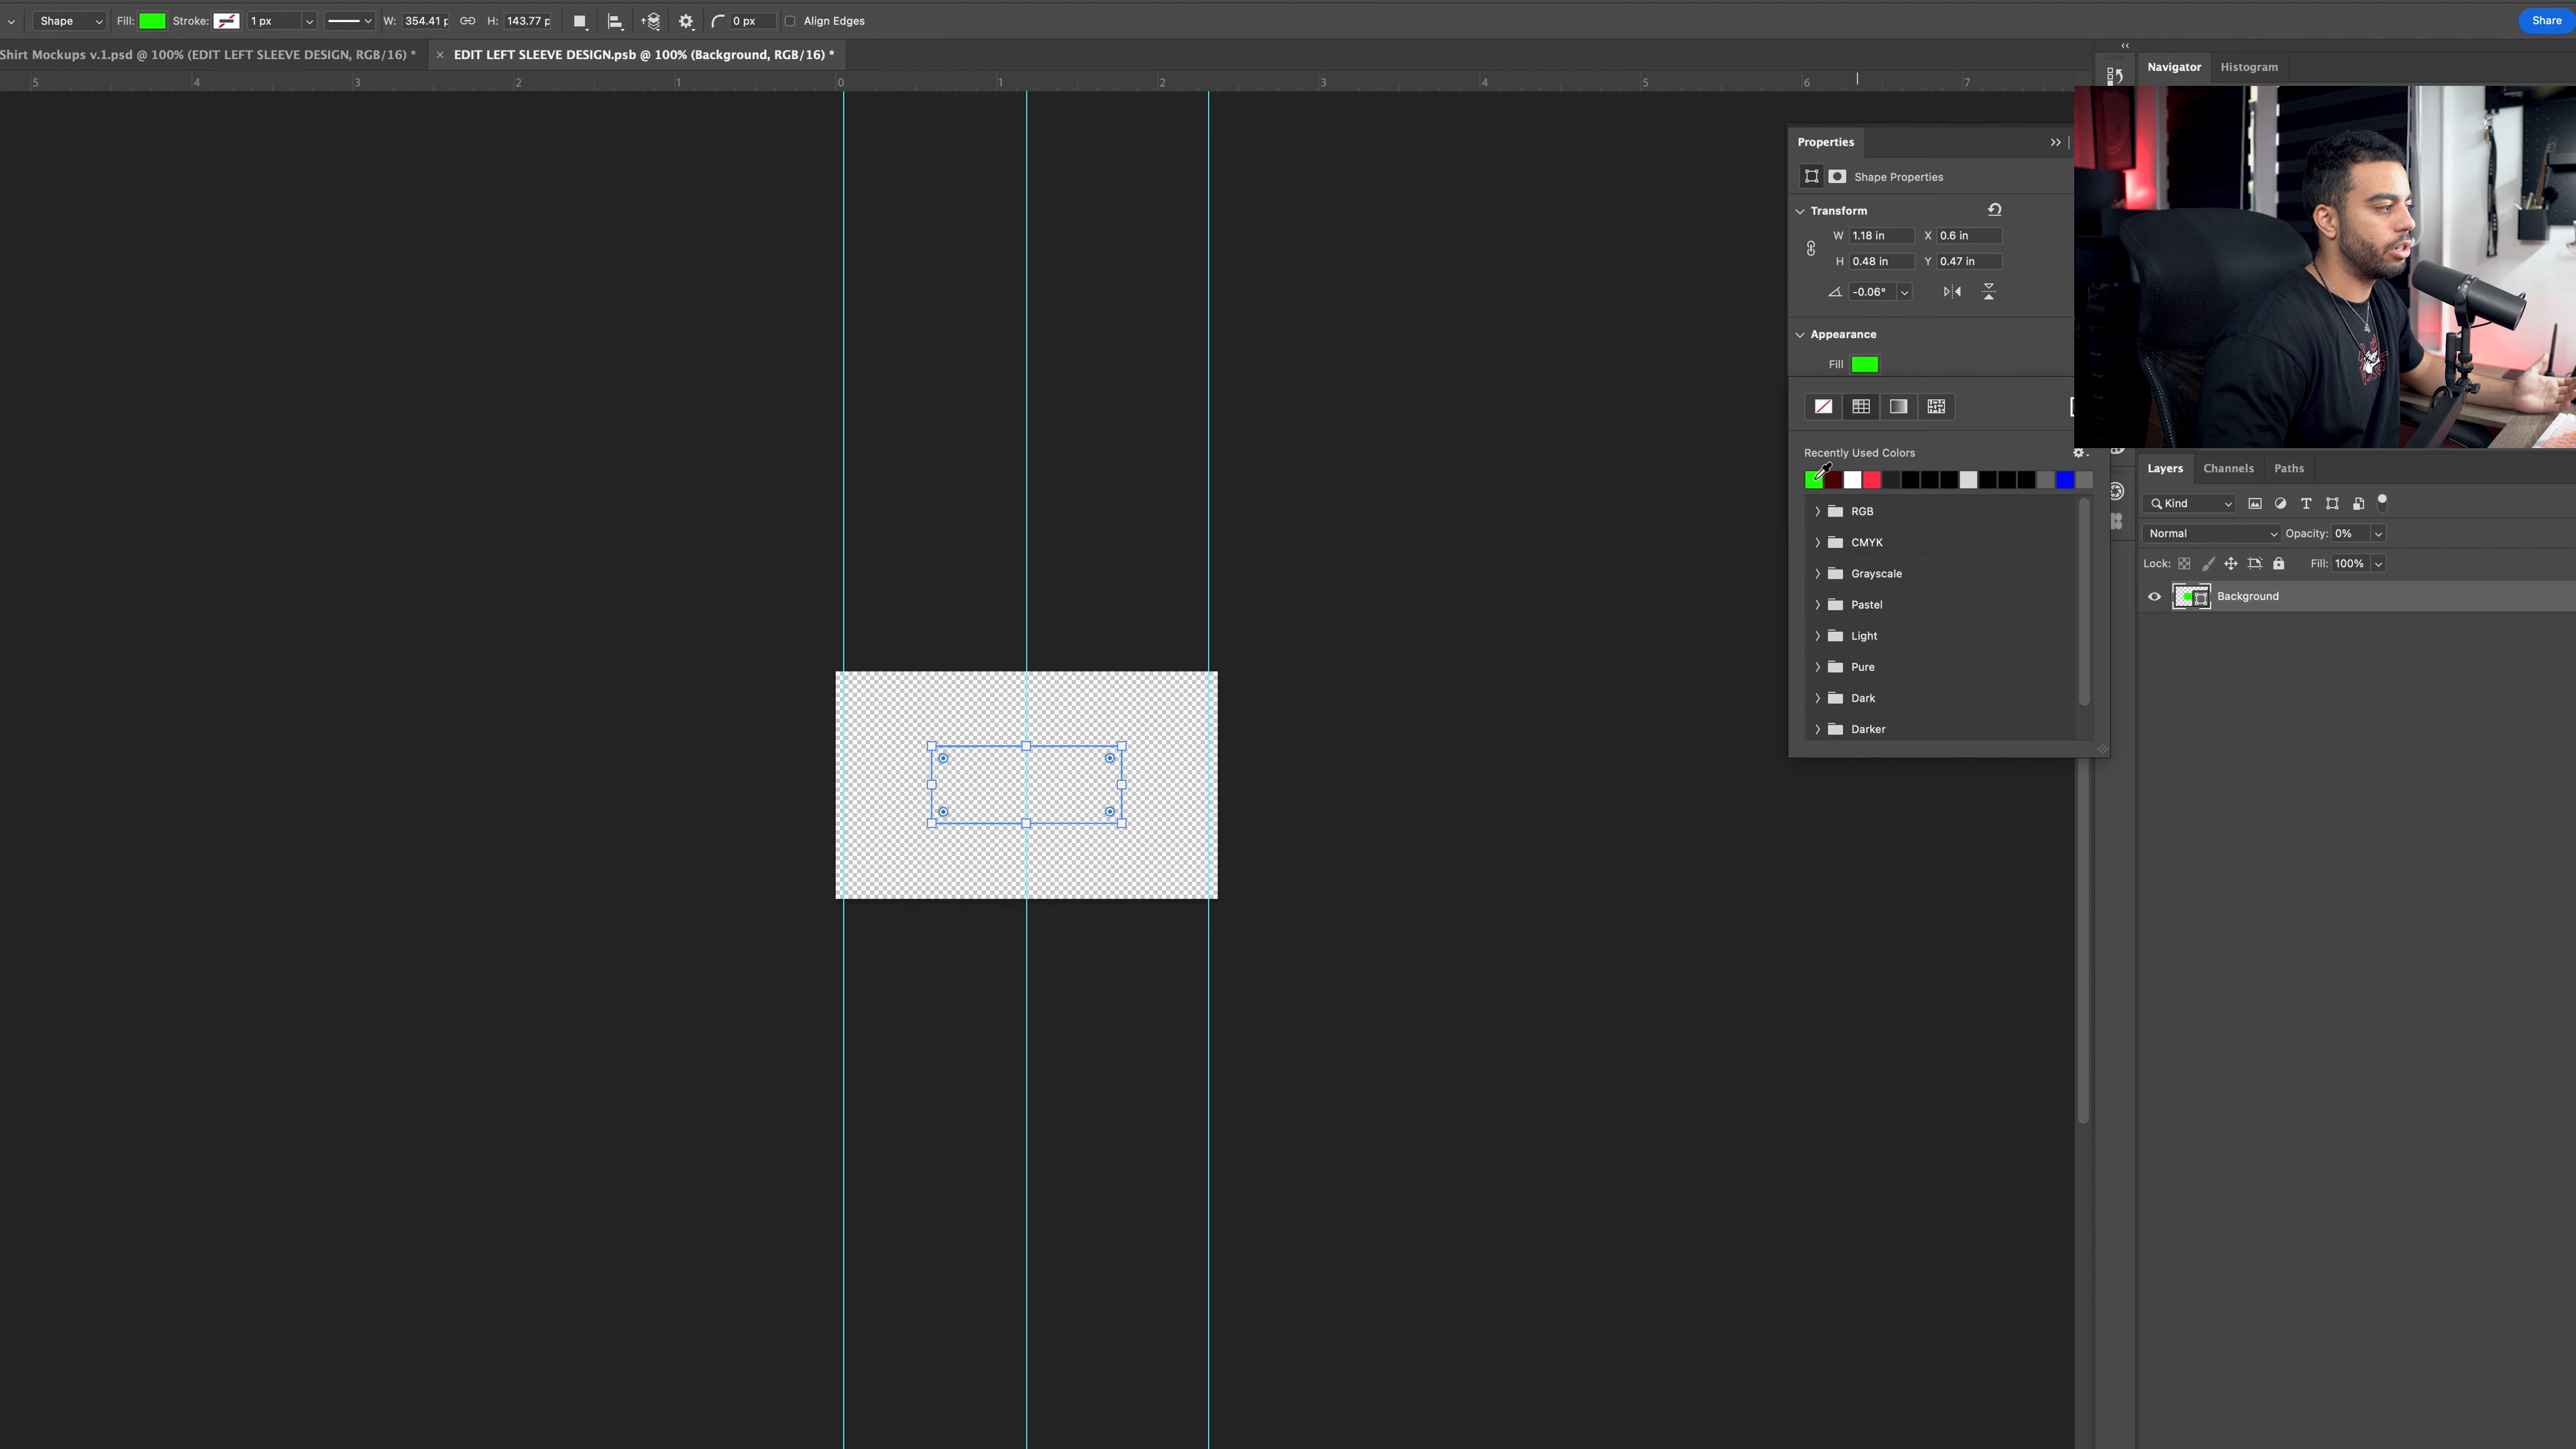 Shape Fill: Stroke: 1 px W: 354.41 p H: 143.77 p 0 px Align Edges Share
Shirt Mockups v.1.psd @ 100% (EDIT LEFT SLEEVE DESIGN, RGB/16) * × EDIT LEFT SLEEVE DESIGN.psb @ 100% (Background, RGB/16) *
5 4 3 2 1 0 1 2 3 4 5 6 7
Navigator Histogram
Properties
Shape Properties
Transform
W 1.18 in X 0.6 in
H 0.48 in Y 0.47 in
-0.06°
Appearance
Fill
Recently Used Colors
RGB
CMYK
Grayscale
Pastel
Light
Pure
Dark
Darker
Layers Channels Paths
Kind
Normal Opacity: 0%
Lock: Fill: 100%
Background